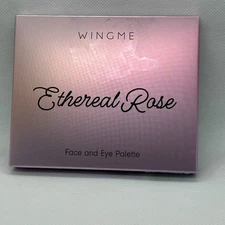 WINGME
Ethereal Rose
Face and Eye Palette